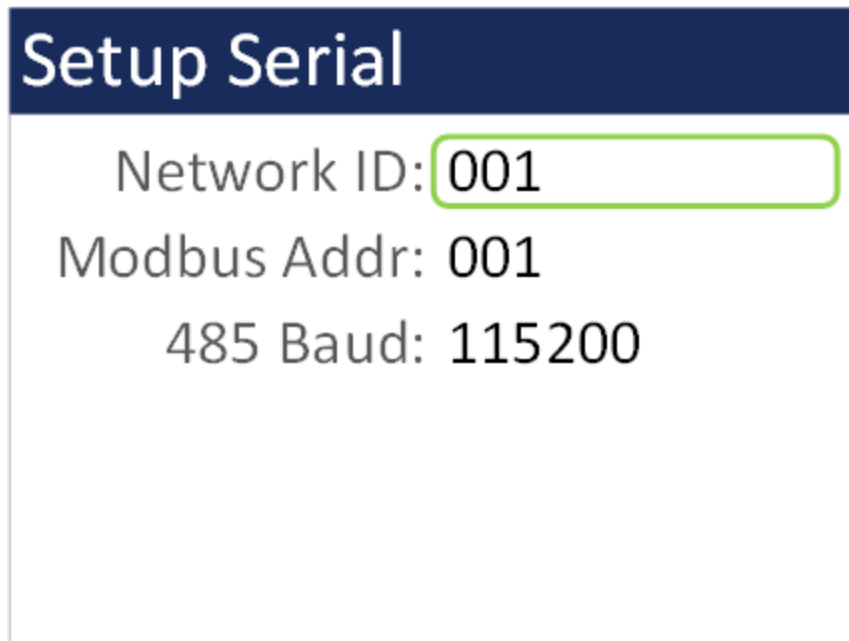 Setup Serial
Network ID: 001
Modbus Addr: 001
485 Baud: 115200